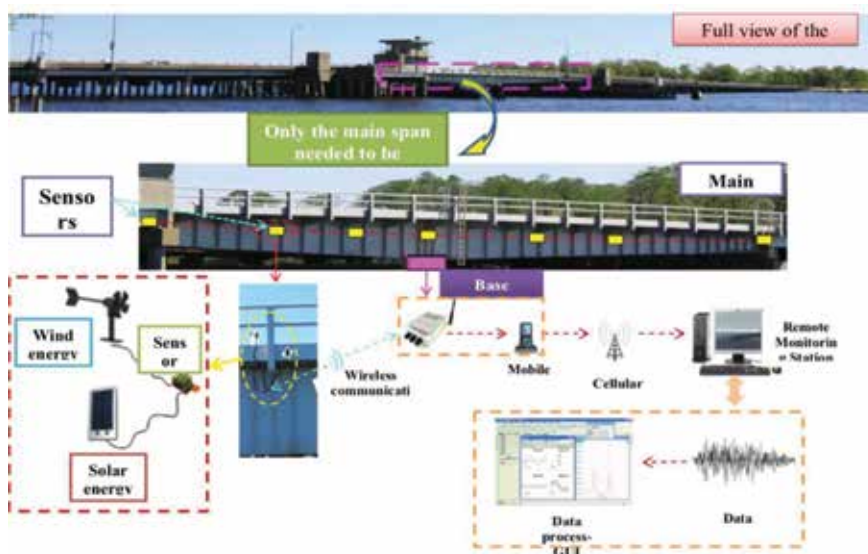 Full view of the
Only the main span
needed to be
Senso
rs
Main
Base
Wind
energy
Sens
or
Solar
energy
Wireless
communicati
Mobile
Cellular
Remote
Monitorin
Station
Data
process-
GUI
Data